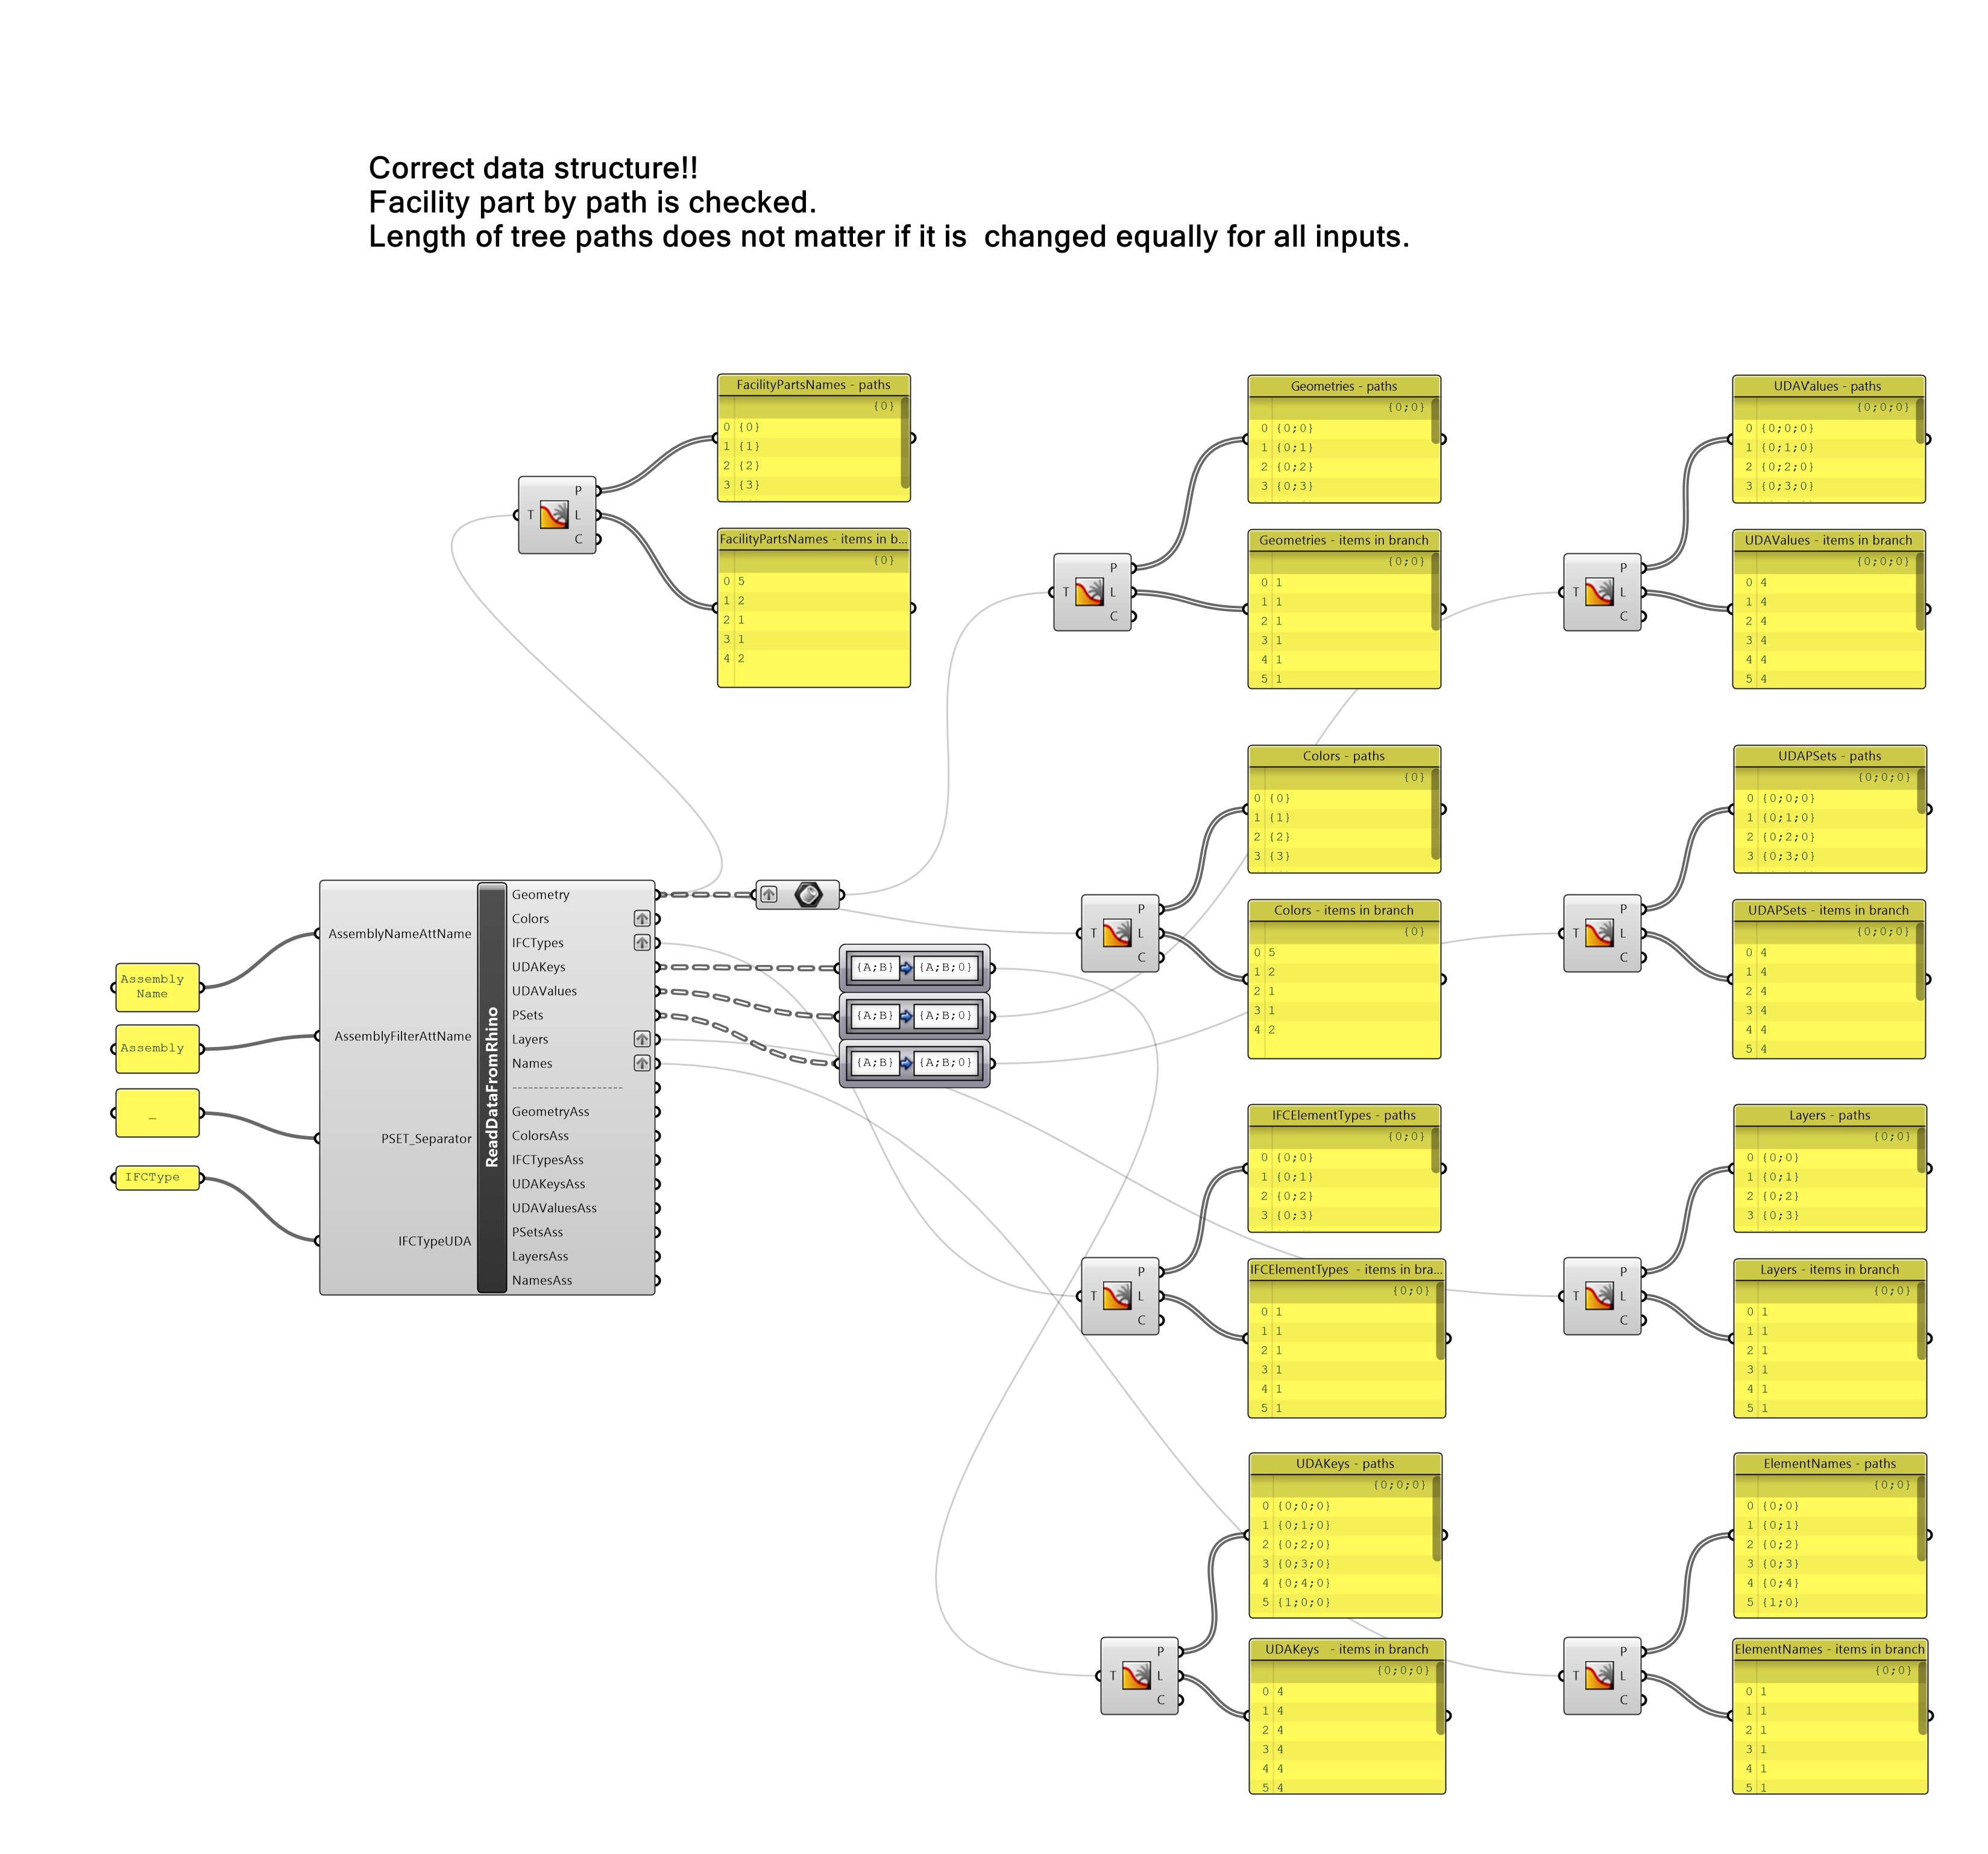 Correct data structure!!
Facility part by path is checked.
Length of tree paths does not matter if it is  changed equally for all inputs.
FacilityPartsNames - paths
{0}
0 {0}
1 {1}
2 {2}
3 {3}
P
T L
C
FacilityPartsNames - items in b...
{0}
0 5
1 2
2 1
3 1
4 2
Geometries - paths
{0;0}
0 {0;0}
1 {0;1}
2 {0;2}
3 {0;3}
Geometries - items in branch
{0;0}
0 1
1 1
2 1
3 1
4 1
5 1
P
T L
C
UDAValues - paths
{0;0;0}
0 {0;0;0}
1 {0;1;0}
2 {0;2;0}
3 {0;3;0}
UDAValues - items in branch
{0;0;0}
0 4
1 4
2 4
3 4
4 4
5 4
P
T L
C
Colors - paths
{0}
0 {0}
1 {1}
2 {2}
3 {3}
Colors - items in branch
{0}
0 5
1 2
2 1
3 1
4 2
P
T L
C
UDAPSets - paths
{0;0;0}
0 {0;0;0}
1 {0;1;0}
2 {0;2;0}
3 {0;3;0}
UDAPSets - items in branch
{0;0;0}
0 4
1 4
2 4
3 4
4 4
5 4
P
T L
C
Assembly
Name
Assembly
_
IFCType
AssemblyNameAttName
AssemblyFilterAttName
PSET_Separator
IFCTypeUDA
ReadDataFromRhino
Geometry
Colors
IFCTypes
UDAKeys
UDAValues
PSets
Layers
Names
----------------------
GeometryAss
ColorsAss
IFCTypesAss
UDAKeysAss
UDAValuesAss
PSetsAss
LayersAss
NamesAss
{A;B} {A;B;0}
{A;B} {A;B;0}
{A;B} {A;B;0}
IFCElementTypes - paths
{0;0}
0 {0;0}
1 {0;1}
2 {0;2}
3 {0;3}
IFCElementTypes  - items in bra...
{0;0}
0 1
1 1
2 1
3 1
4 1
5 1
P
T L
C
Layers - paths
{0;0}
0 {0;0}
1 {0;1}
2 {0;2}
3 {0;3}
Layers - items in branch
{0;0}
0 1
1 1
2 1
3 1
4 1
5 1
P
T L
C
UDAKeys - paths
{0;0;0}
0 {0;0;0}
1 {0;1;0}
2 {0;2;0}
3 {0;3;0}
4 {0;4;0}
5 {1;0;0}
UDAKeys   - items in branch
{0;0;0}
0 4
1 4
2 4
3 4
4 4
5 4
P
T L
C
ElementNames - paths
{0;0}
0 {0;0}
1 {0;1}
2 {0;2}
3 {0;3}
4 {0;4}
5 {1;0}
ElementNames - items in branch
{0;0}
0 1
1 1
2 1
3 1
4 1
5 1
P
T L
C